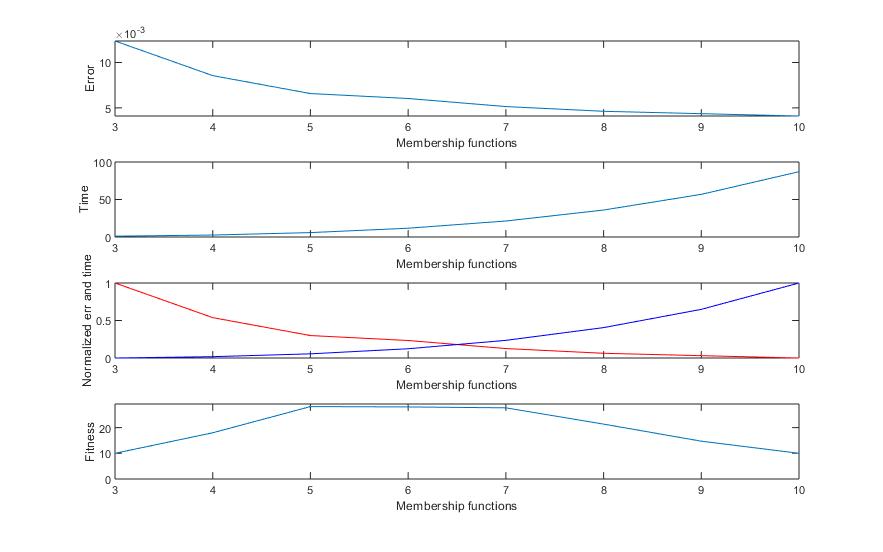 ×10-3
10
5
Error
3 4 5 6 7 8 9 10
Membership functions
100
50
0
Time
3 4 5 6 7 8 9 10
Membership functions
1
0.5
0
Normalized err and time
3 4 5 6 7 8 9 10
Membership functions
20
10
0
Fitness
3 4 5 6 7 8 9 10
Membership functions